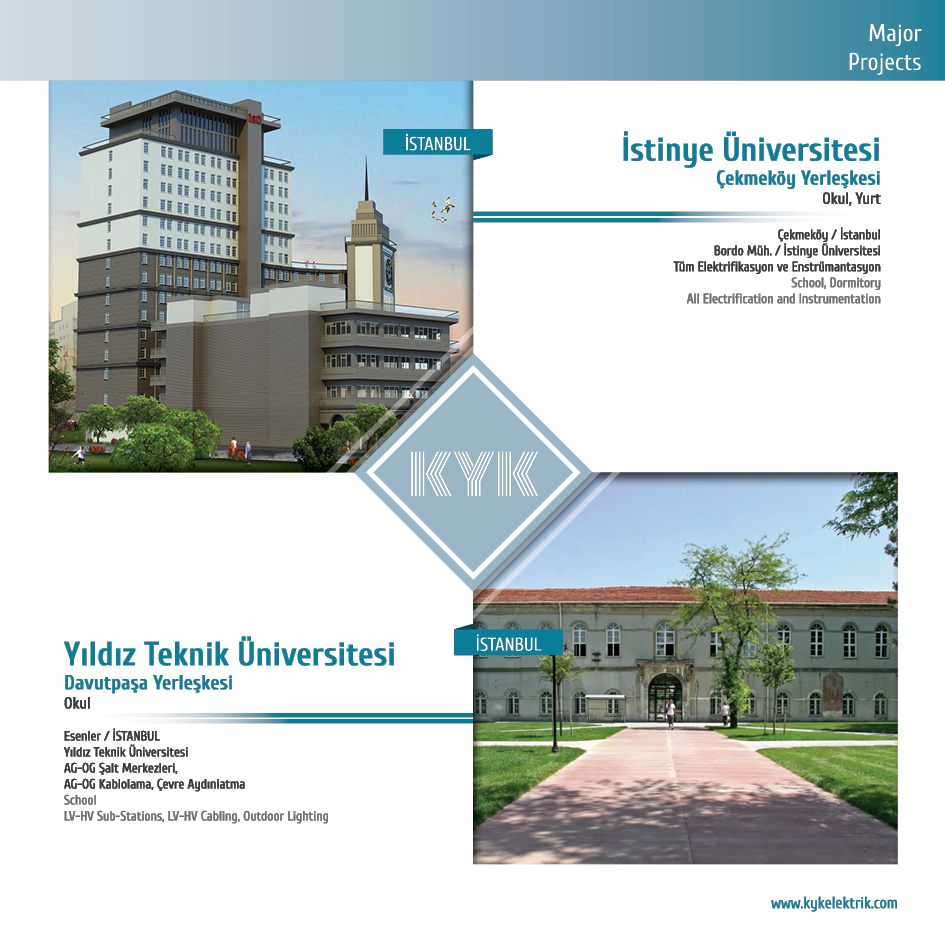 Major
Projects
İSTANBUL
İstinye Üniversitesi
Çekmeköy Yerleşkesi
Okul, Yurt
Çekmeköy / İstanbul
Bordo Müh. / İstinye Üniversitesi
Tüm Elektrifikasyon ve Enstrümantasyon
School, Dormitory
All Electrification and Instrumentation
isü
KYK
İSTANBUL
Yıldız Teknik Üniversitesi
Davutpaşa Yerleşkesi
Okul
Esenler / İSTANBUL
Yıldız Teknik Üniversitesi
AG-OG Şalt Merkezleri,
AG-OG Kablolama, Çevre Aydınlatma
School
LV-HV Sub-Stations, LV-HV Cabling, Outdoor Lighting
www.kykelektrik.com